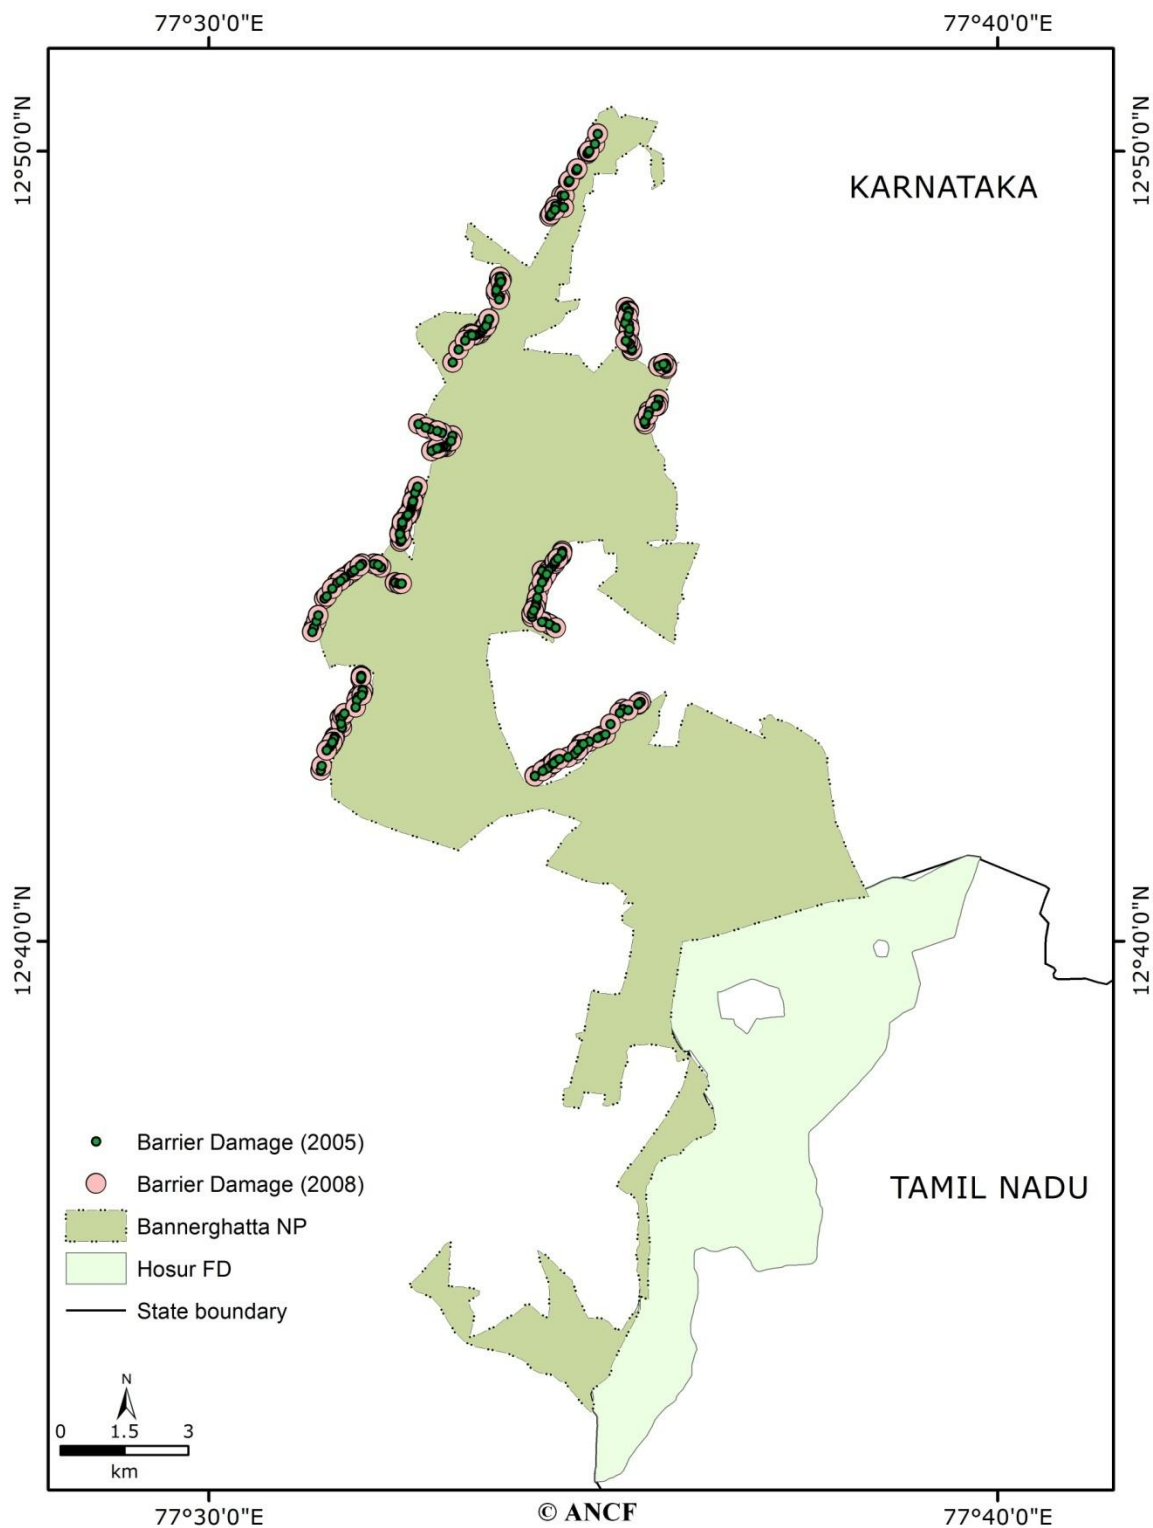 77°30'0"E 77°40'0"E
12°50'0"N 12°50'0"N
KARNATAKA
12°40'0"N 12°40'0"N
Barrier Damage (2005)
Barrier Damage (2008)
TAMIL NADU
Bannerghatta NP
Hosur FD
State boundary
N
0 1.5 3
km
77°30'0"E 77°40'0"E
© ANCF